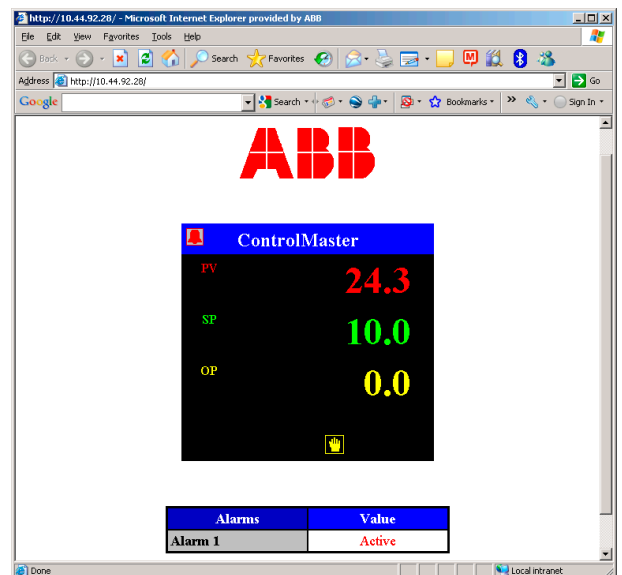 http://10.44.92.28/ - Microsoft Internet Explorer provided by ABB
File Edit View Favorites Tools Help
Back Search Favorites
Address http://10.44.92.28/ Go
Google Search Bookmarks Sign In
ABB
ControlMaster
PV 24.3
SP 10.0
OP 0.0
Alarms Value
Alarm 1 Active
Done Local intranet